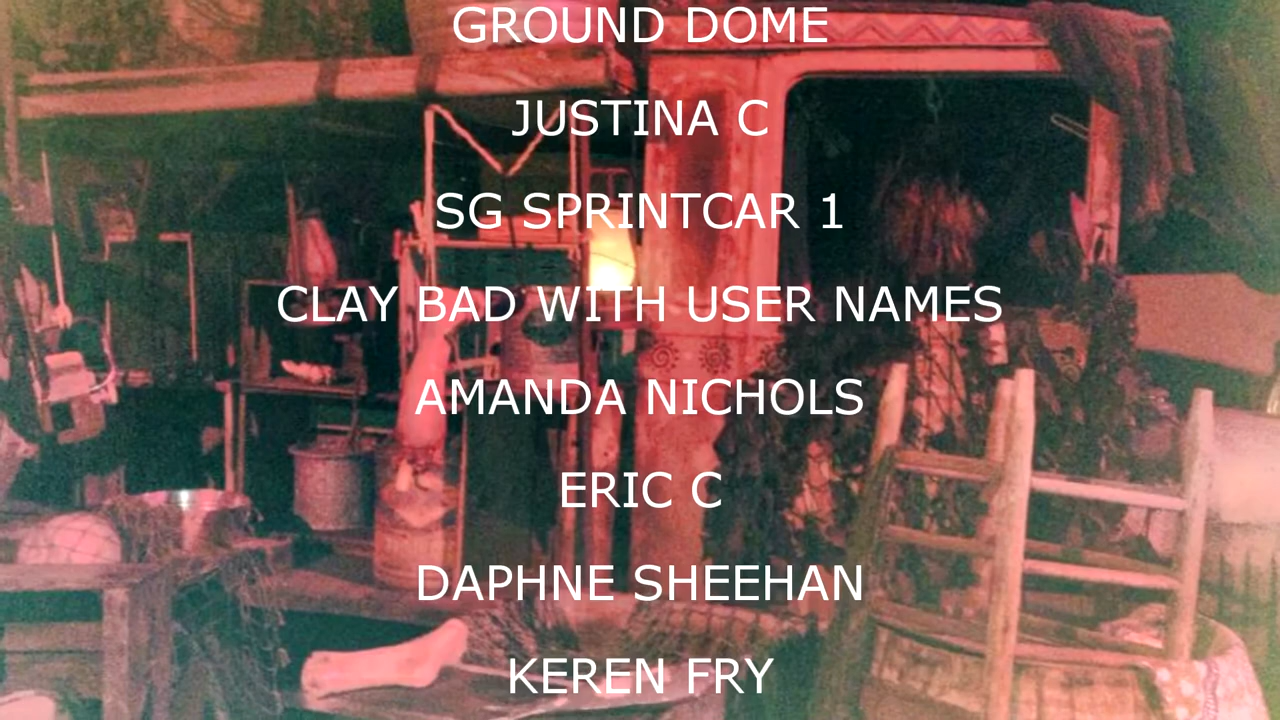 GROUND DOME
JUSTINA C
SG SPRINTCAR 1
CLAY BAD WITH USER NAMES
AMANDA NICHOLS
ERIC C
DAPHNE SHEEHAN
KEREN FRY